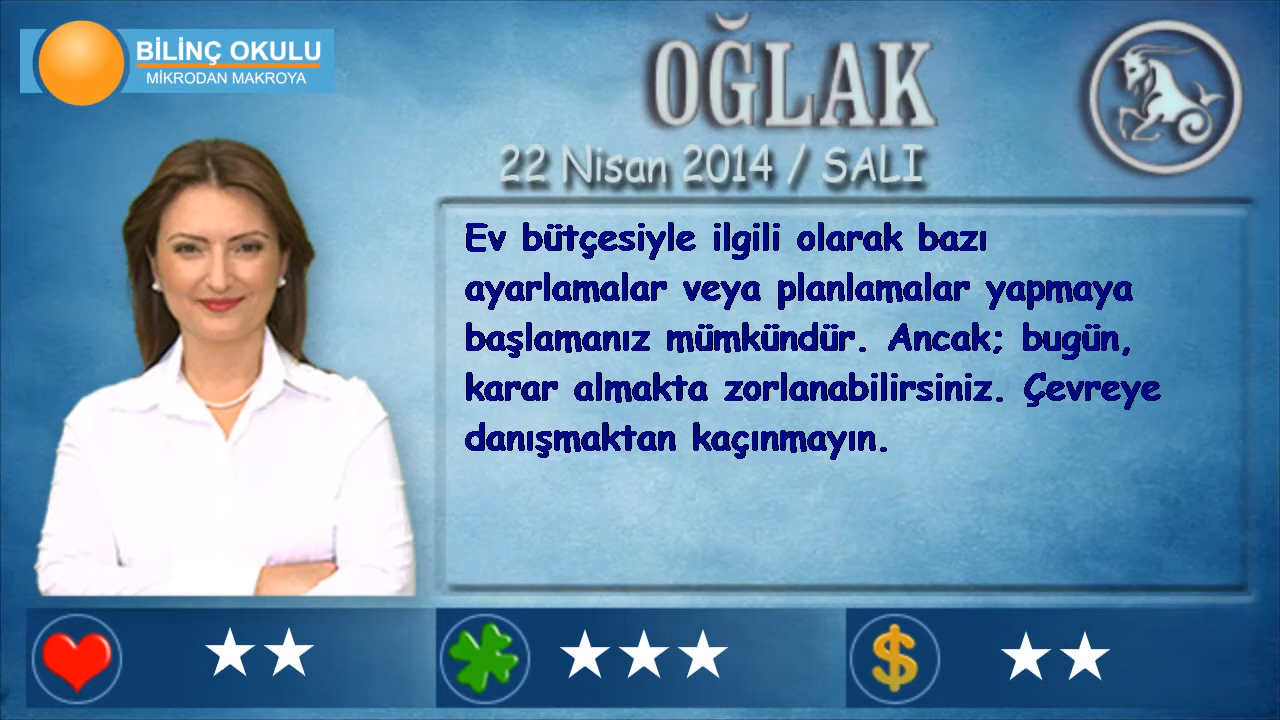 BİLİNÇ OKULU
MİKRODAN MAKROYA
OĞLAK
22 Nisan 2014 / SALI
Ev bütçesiyle ilgili olarak bazı
ayarlamalar veya planlamalar yapmaya
başlamanız mümkündür. Ancak; bugün,
karar almakta zorlanabilirsiniz. Çevreye
danışmaktan kaçınmayın.